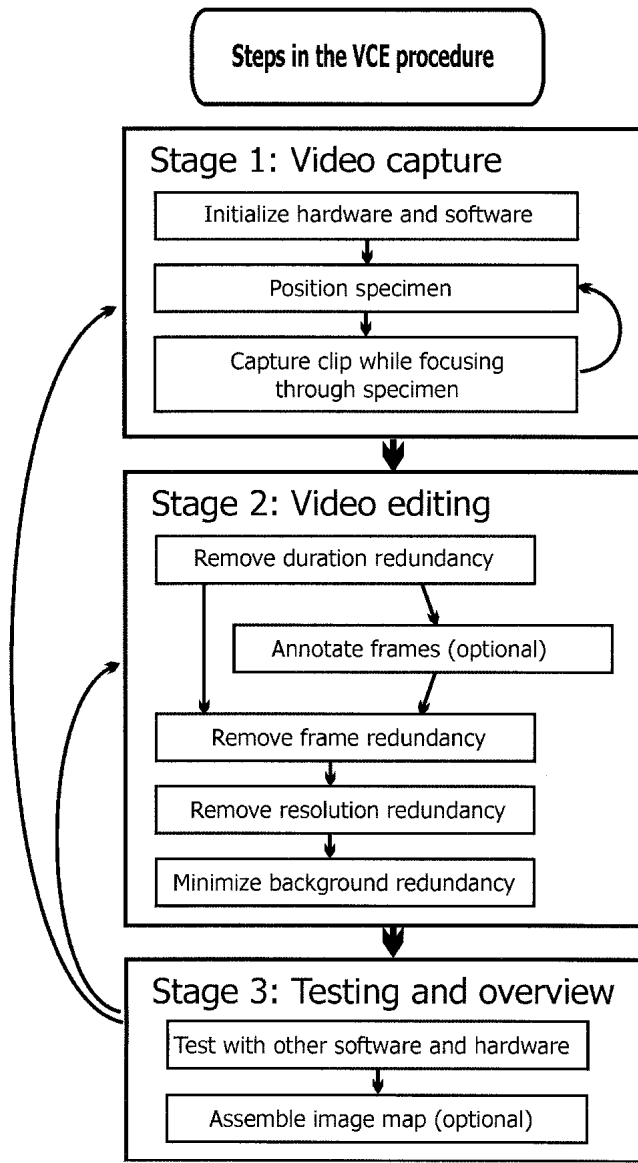 Steps in the VCE procedure
Stage 1: Video capture
Initialize hardware and software
Position specimen
Capture clip while focusing
through specimen
Stage 2: Video editing
Remove duration redundancy
Annotate frames (optional)
Remove frame redundancy
Remove resolution redundancy
Minimize background redundancy
Stage 3: Testing and overview
Test with other software and hardware
Assemble image map (optional)